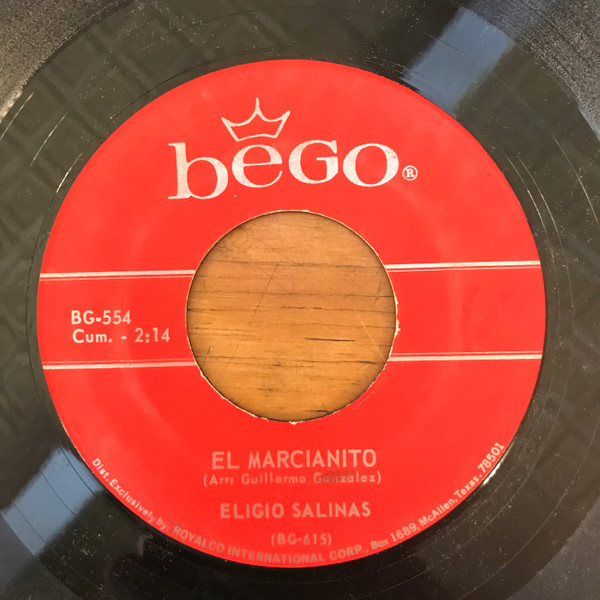 beGO®
BG-554
Cum. - 2:14
EL MARCIANITO
(Arr: Guillermo Gonzalez)
ELIGIO SALINAS
(BG-615)
Dist. Exclusively by: ROYALCO INTERNATIONAL CORP., Box 1689, McAllen, Texas, 78501